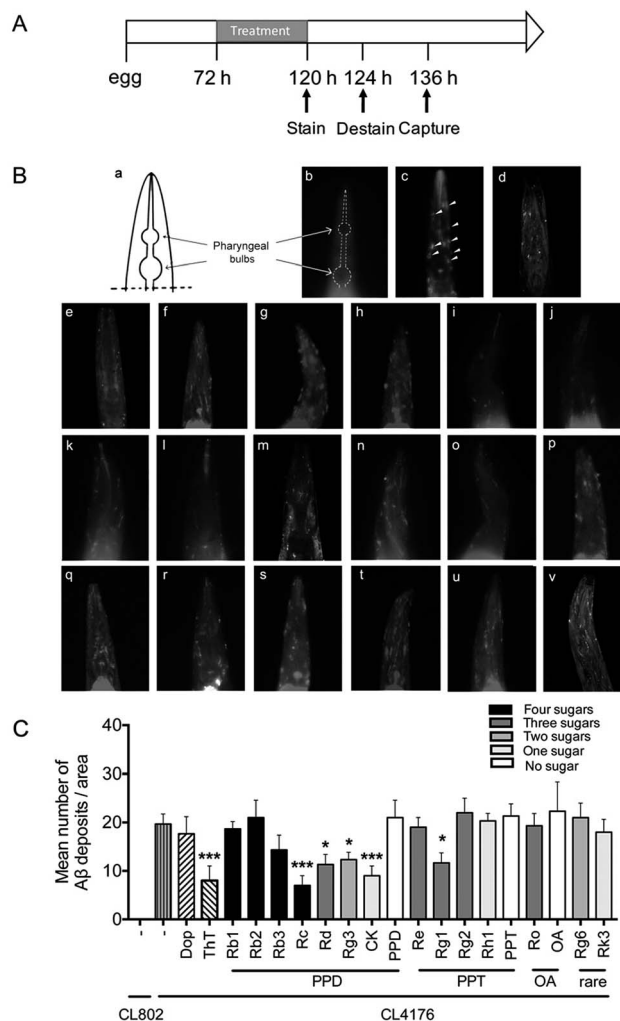 A
Treatment
egg 72 h 120 h 124 h 136 h
Stain Destain Capture
B
a b c d
Pharyngeal
bulbs
e f g h i j
k l m n o p
q r s t u v
C
Four sugars
Three sugars
Two sugars
One sugar
No sugar
Mean number of
Aβ deposits / area
40
30
20
10
0
*** *** * * *** *
- - Dop ThT Rb1 Rb2 Rb3 Rc Rd Rg3 CK PPD Re Rg1 Rg2 Rh1 PPT Ro OA Rg6 Rk3
PPD PPT OA rare
CL802 CL4176